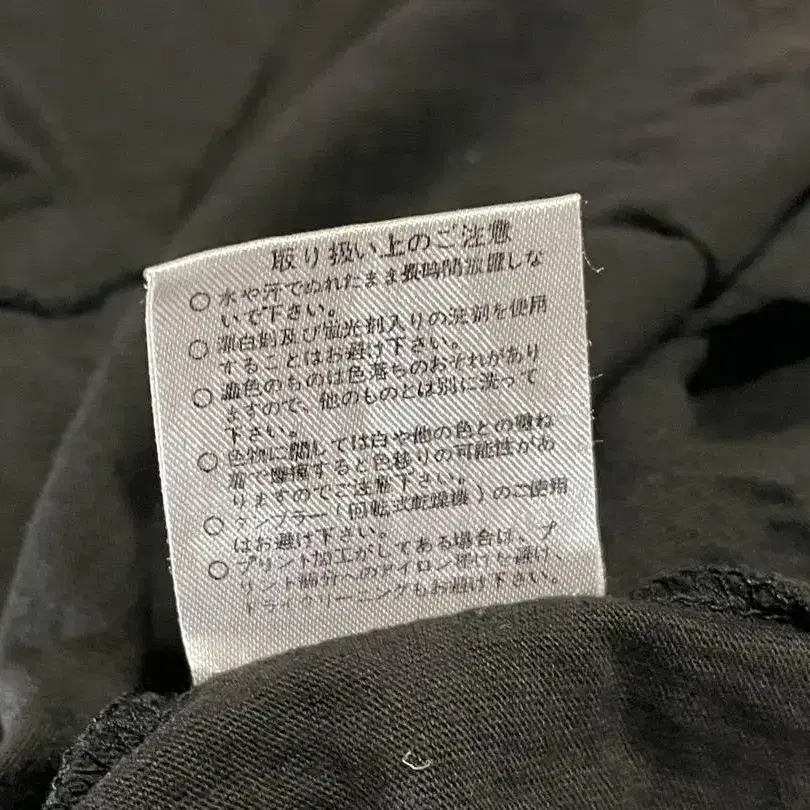 取り扱い上のご注意
○ 水や汗でぬれたまま長時間放置しな
いで下さい。
○ 漂白剤及び蛍光剤入りの洗剤を使用
することはお避け下さい。
○ 濃色のものは色落ちのおそれがあり
ますので、他のものとは別に洗って
下さい。
○ 色物に関しては白や他の色との重ね
着で摩擦すると色移りの可能性があ
りますのでご注意下さい。
○ タンブラー(回転式乾燥機)のご使用
はお避け下さい。
○ プリント加工がしてある場合は、プ
リント部分へのアイロン掛けを避け、
ドライクリーニングもお避け下さい。